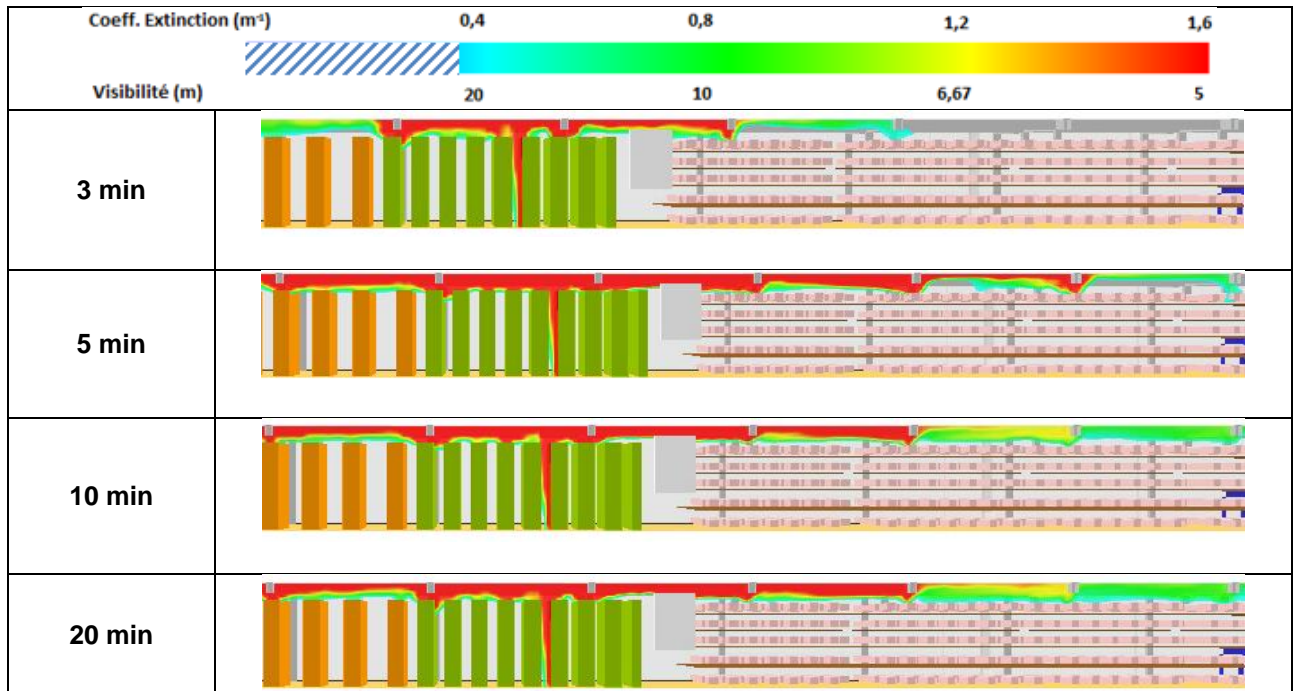 Coeff. Extinction (m⁻¹) 0,4 0,8 1,2 1,6
Visibilité (m) 20 10 6,67 5
3 min
5 min
10 min
20 min